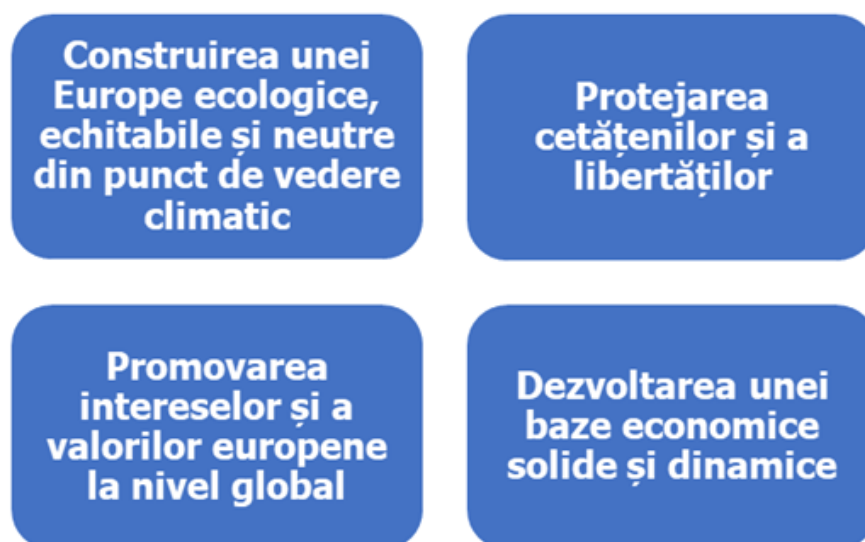 Construirea unei
Europe ecologice,
echitabile și neutre
din punct de vedere
climatic
Protejarea
cetățenilor și a
libertăților
Promovarea
intereselor și a
valorilor europene
la nivel global
Dezvoltarea unei
baze economice
solide și dinamice